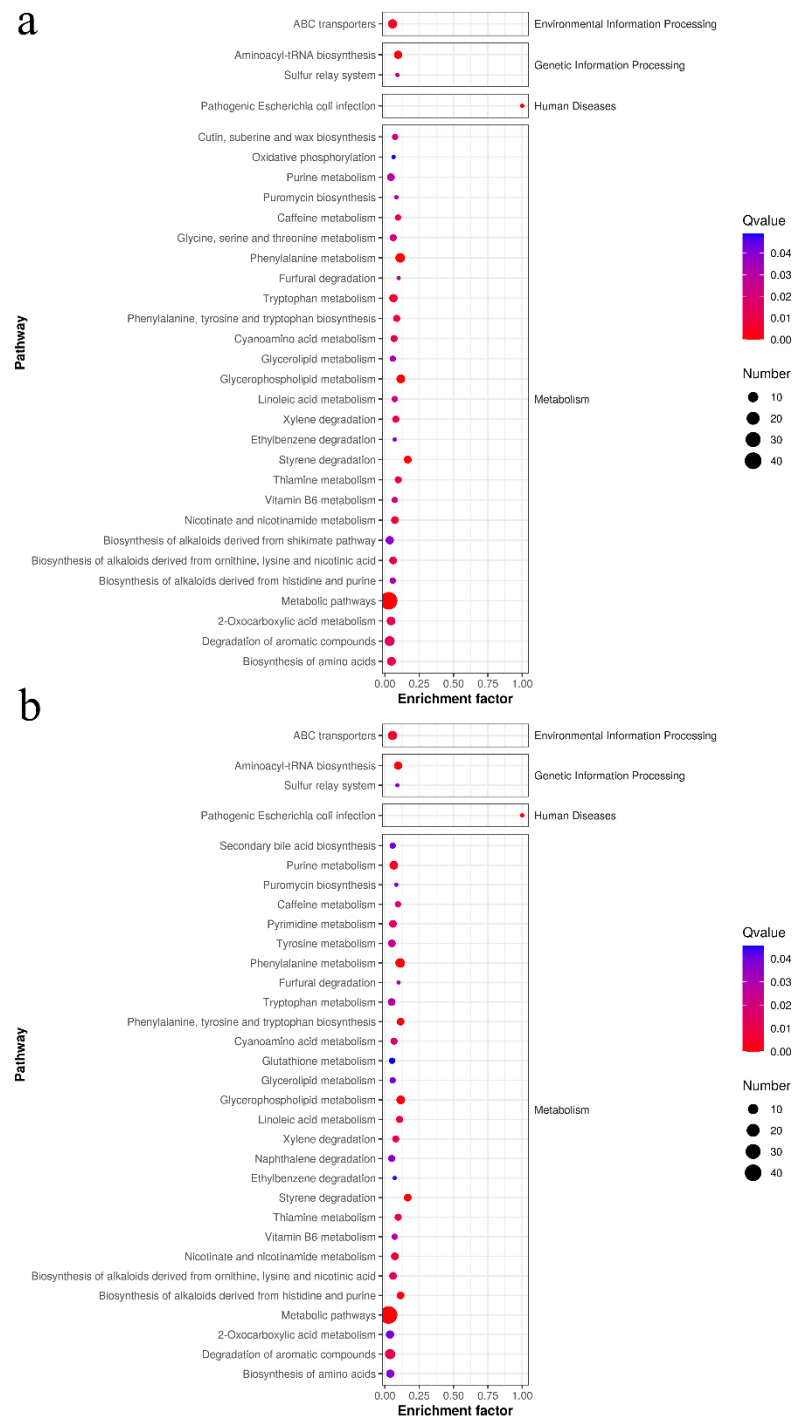 a
ABC transporters
Environmental Information Processing
Aminoacyl-tRNA biosynthesis
Sulfur relay system
Genetic Information Processing
Pathogenic Escherichia coli infection
Human Diseases
Cutin, suberine and wax biosynthesis
Oxidative phosphorylation
Purine metabolism
Puromycin biosynthesis
Caffeine metabolism
Glycine, serine and threonine metabolism
Phenylalanine metabolism
Furfural degradation
Tryptophan metabolism
Phenylalanine, tyrosine and tryptophan biosynthesis
Cyanoamino acid metabolism
Glycerolipid metabolism
Glycerophospholipid metabolism
Linoleic acid metabolism
Xylene degradation
Ethylbenzene degradation
Styrene degradation
Thiamine metabolism
Vitamin B6 metabolism
Nicotinate and nicotinamide metabolism
Biosynthesis of alkaloids derived from shikimate pathway
Biosynthesis of alkaloids derived from ornithine, lysine and nicotinic acid
Biosynthesis of alkaloids derived from histidine and purine
Metabolic pathways
2-Oxocarboxylic acid metabolism
Degradation of aromatic compounds
Biosynthesis of amino acids
Metabolism
Pathway
0.00 0.25 0.50 0.75 1.00
Enrichment factor
Qvalue
0.04
0.03
0.02
0.01
0.00
Number
10
20
30
40
b
ABC transporters
Environmental Information Processing
Aminoacyl-tRNA biosynthesis
Sulfur relay system
Genetic Information Processing
Pathogenic Escherichia coli infection
Human Diseases
Secondary bile acid biosynthesis
Purine metabolism
Puromycin biosynthesis
Caffeine metabolism
Pyrimidine metabolism
Tyrosine metabolism
Phenylalanine metabolism
Furfural degradation
Tryptophan metabolism
Phenylalanine, tyrosine and tryptophan biosynthesis
Cyanoamino acid metabolism
Glutathione metabolism
Glycerolipid metabolism
Glycerophospholipid metabolism
Linoleic acid metabolism
Xylene degradation
Naphthalene degradation
Ethylbenzene degradation
Styrene degradation
Thiamine metabolism
Vitamin B6 metabolism
Nicotinate and nicotinamide metabolism
Biosynthesis of alkaloids derived from ornithine, lysine and nicotinic acid
Biosynthesis of alkaloids derived from histidine and purine
Metabolic pathways
2-Oxocarboxylic acid metabolism
Degradation of aromatic compounds
Biosynthesis of amino acids
Metabolism
Pathway
0.00 0.25 0.50 0.75 1.00
Enrichment factor
Qvalue
0.04
0.03
0.02
0.01
0.00
Number
10
20
30
40